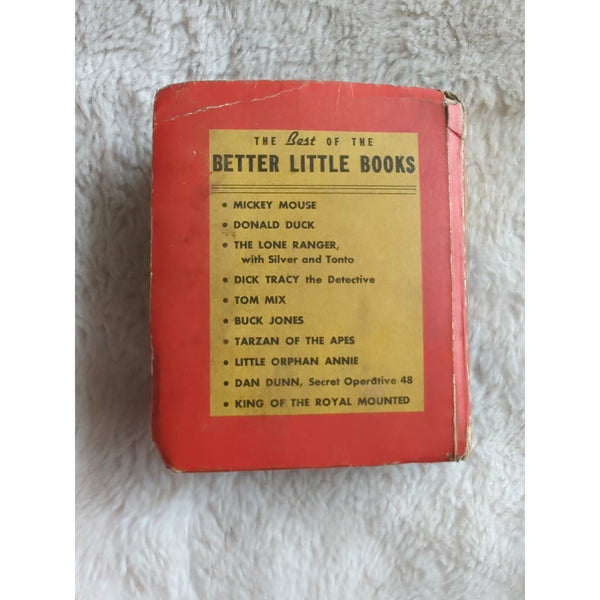 THE Best OF THE
BETTER LITTLE BOOKS
• MICKEY MOUSE
• DONALD DUCK
• THE LONE RANGER,
with Silver and Tonto
• DICK TRACY the Detective
• TOM MIX
• BUCK JONES
• TARZAN OF THE APES
• LITTLE ORPHAN ANNIE
• DAN DUNN, Secret Operative 48
• KING OF THE ROYAL MOUNTED